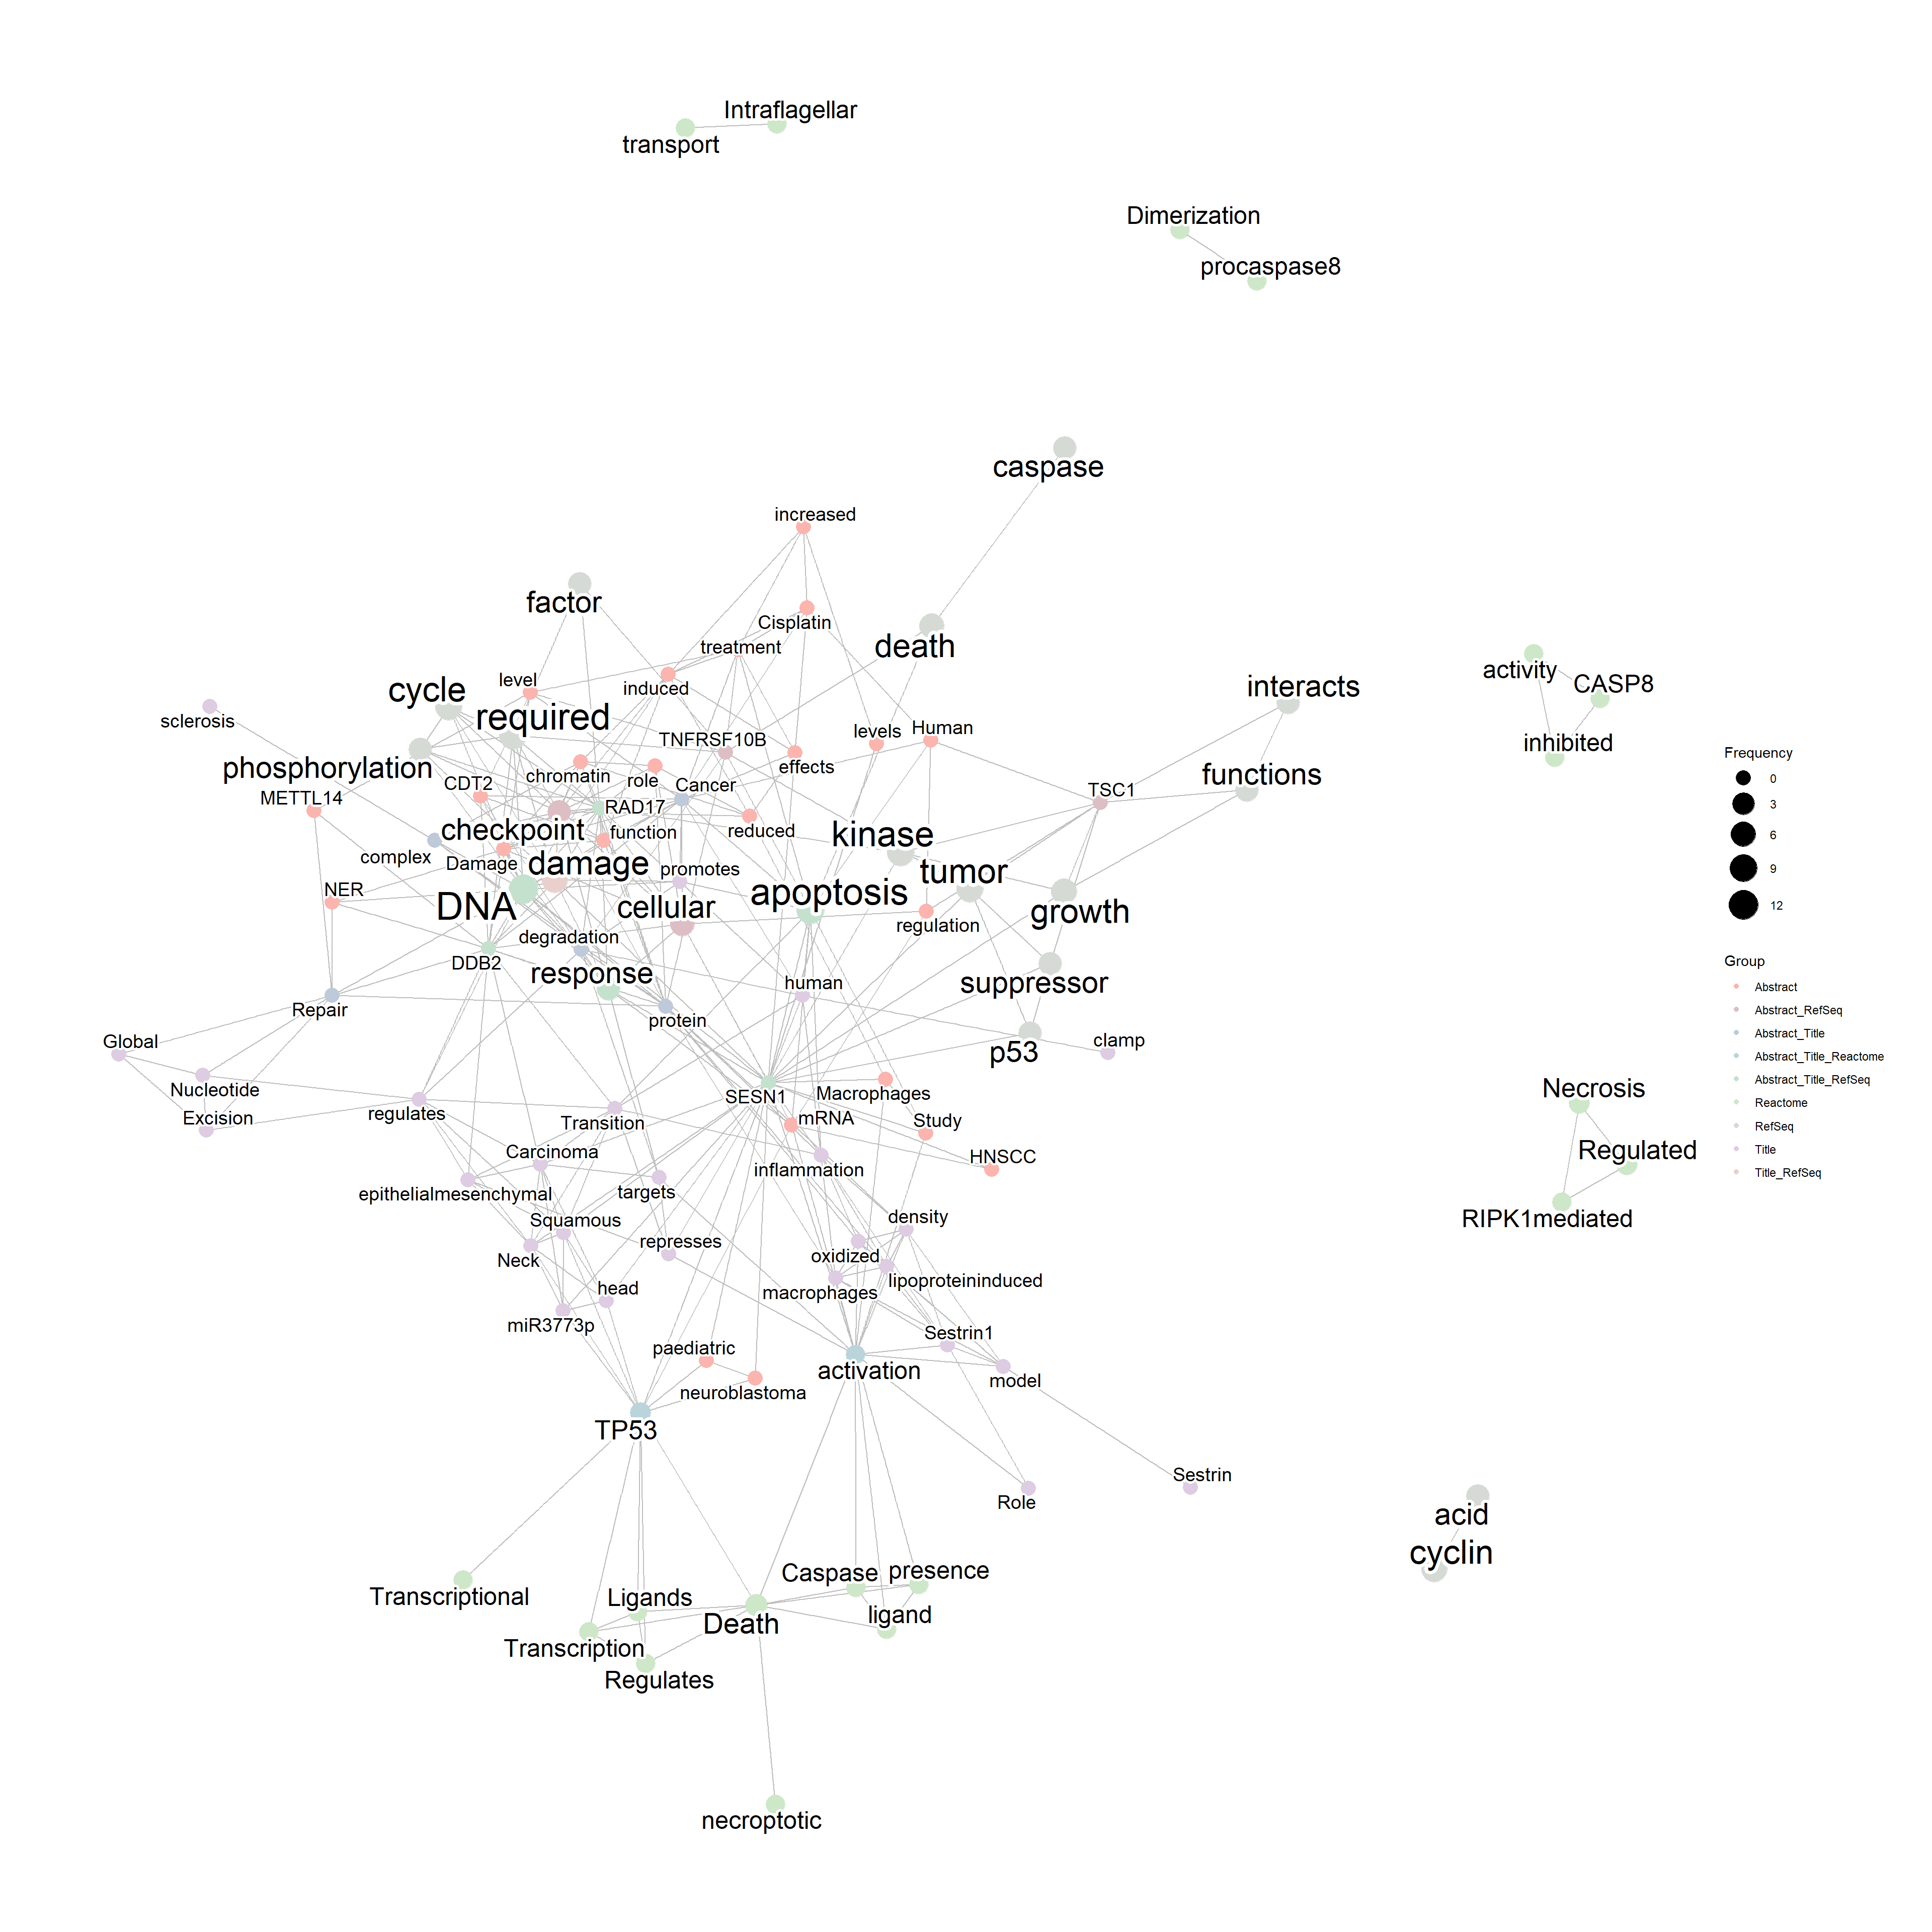 Intraflagellar
transport
Dimerization
procaspase8
caspase
increased
factor
Cisplatin
treatment
death
activity
CASP8
cycle
level
induced
interacts
required
sclerosis
TNFRSF10B
levels
Human
inhibited
phosphorylation
chromatin
role
effects
functions
CDT2
Cancer
TSC1
METTL14
RAD17
checkpoint
function
reduced
kinase
complex
Damage
damage
promotes
tumor
NER
apoptosis
DNA
cellular
growth
regulation
degradation
DDB2
response
human
suppressor
Repair
protein
Global
clamp
p53
Nucleotide
Necrosis
Excision
regulates
Transition
SESN1
Macrophages
mRNA
Study
Carcinoma
Regulated
HNSCC
inflammation
epithelialmesenchymal
targets
Squamous
density
RIPK1mediated
Neck
represses
oxidized
lipoproteininduced
head
macrophages
miR3773p
Sestrin1
paediatric
activation
model
neuroblastoma
TP53
Sestrin
Role
acid
cyclin
Caspase
presence
Transcriptional
Ligands
ligand
Death
Transcription
Regulates
necroptotic
Frequency
0
3
6
9
12
Group
Abstract
Abstract_RefSeq
Abstract_Title
Abstract_Title_Reactome
Abstract_Title_RefSeq
Reactome
RefSeq
Title
Title_RefSeq